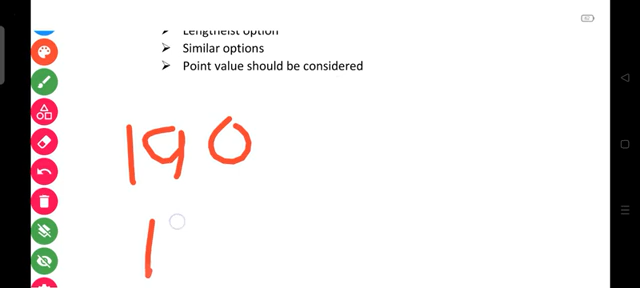 Lengtheist option
Similar options
Point value should be considered
190
1